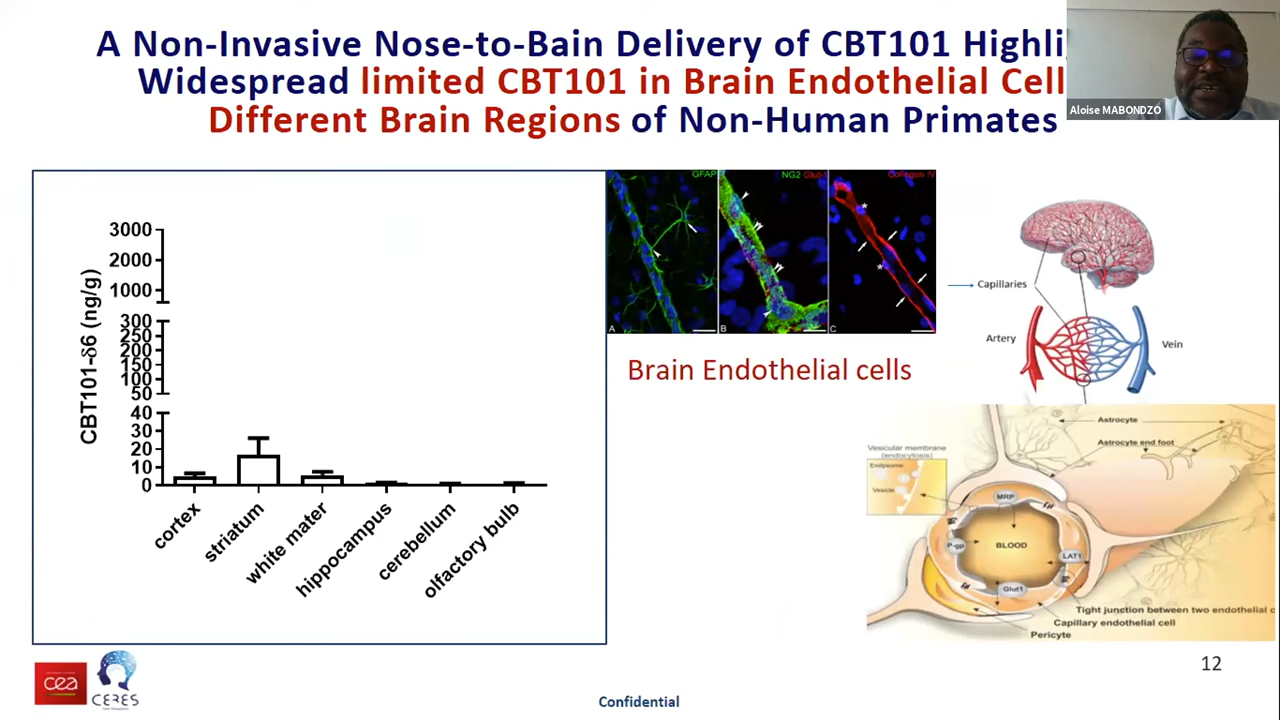 A Non-Invasive Nose-to-Bain Delivery of CBT101
Widespread limited CBT101 in Brain Endothelial
Different Brain Regions of Non-Human Primates
Aloise MABONDZO
CBT101-δ6 (ng/g)
3000
2000
1000
300
250
200
150
100
50
40
30
20
10
0
cortex
striatum
white mater
hippocampus
cerebellum
olfactory bulb
GFAP
NG2 Glut-1
Collagen IV
A
B
C
Brain Endothelial cells
Capillaries
Artery
Vein
Astrocyte
Astrocyte end foot
Vesicular membrane
(endocytosis)
Endosome
Vesicle
MRP
P-gp
BLOOD
LAT1
Glut1
Tight junction between two endothelial
Capillary endothelial cell
Pericyte
cea
CERES
Confidential
12